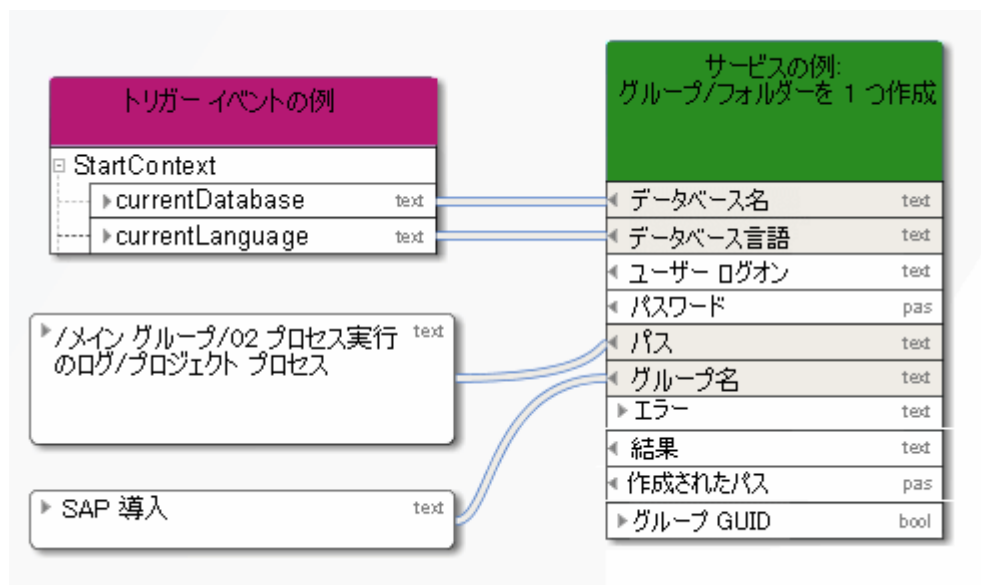 トリガー イベントの例
StartContext
currentDatabase text
currentLanguage text
/メイン グループ/02 プロセス実行 text
のログ/プロジェクト プロセス
SAP 導入 text
サービスの例:
グループ/フォルダーを 1 つ作成
データベース名 text
データベース言語 text
ユーザー ログオン text
パスワード pas
パス text
グループ名 text
エラー text
結果 text
作成されたパス pas
グループ GUID bool